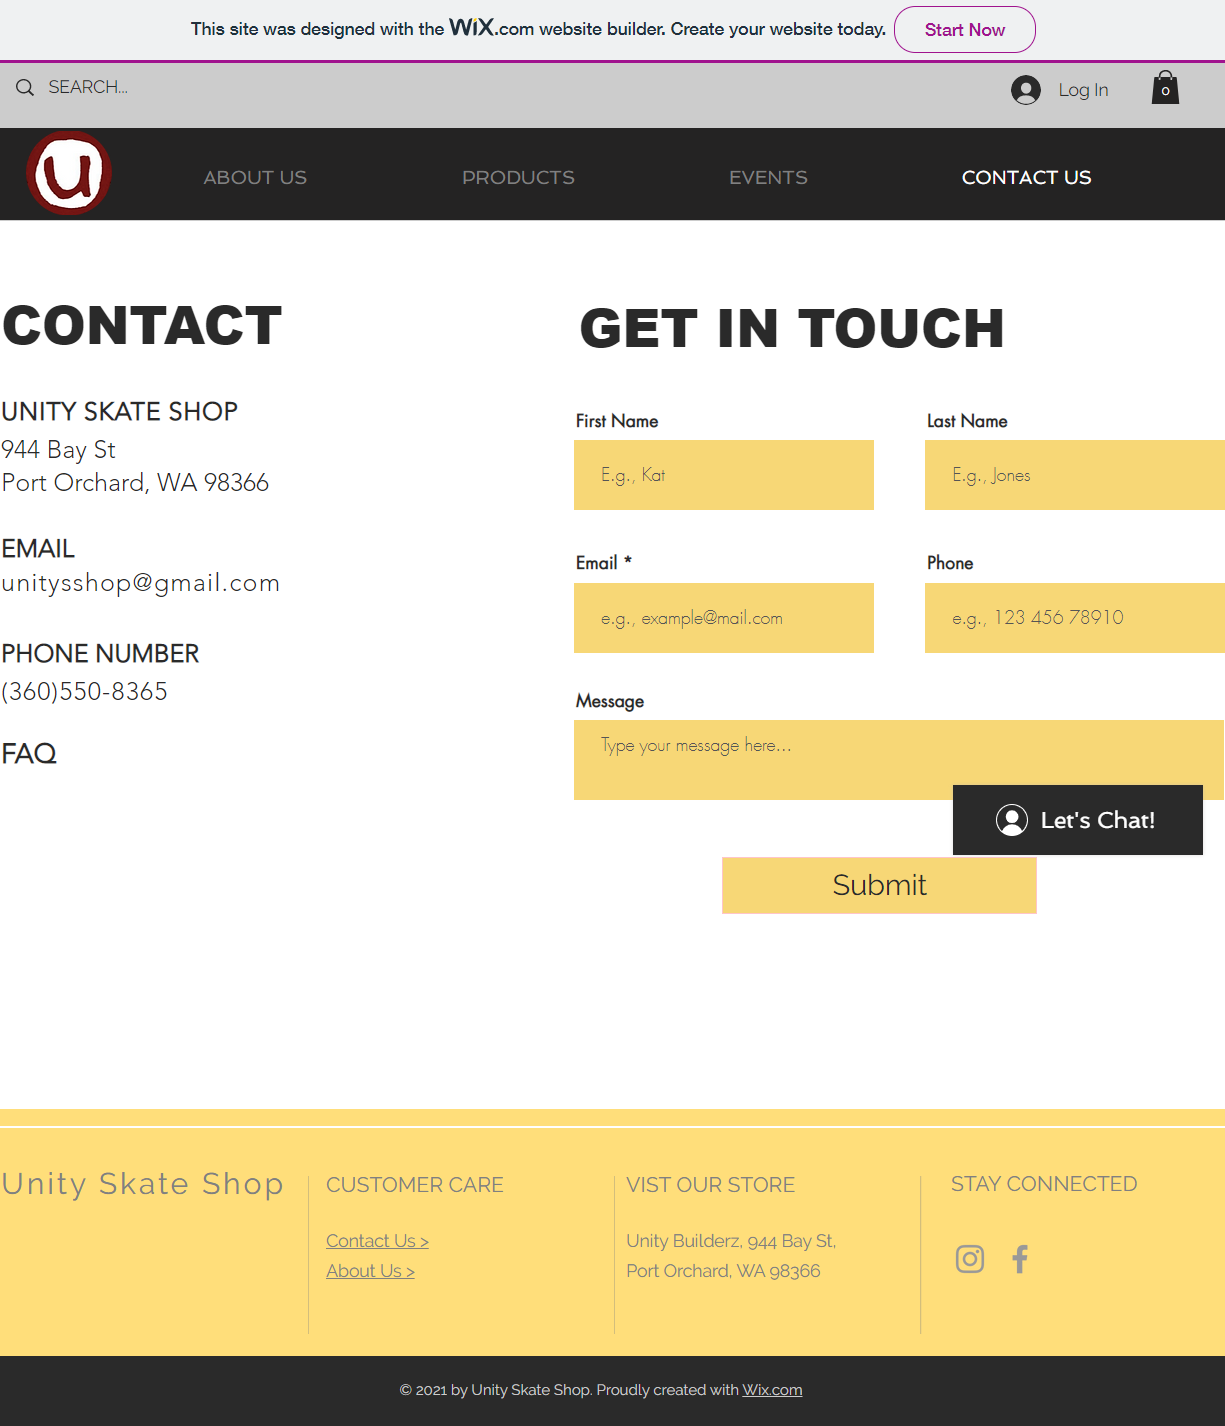 This site was designed with the WiX.com website builder. Create your website today.
Start Now
SEARCH...
Log In
0
u
ABOUT US
PRODUCTS
EVENTS
CONTACT US
CONTACT
UNITY SKATE SHOP
944 Bay St
Port Orchard, WA 98366
EMAIL
unitysshop@gmail.com
PHONE NUMBER
(360)550-8365
FAQ
GET IN TOUCH
First Name
Last Name
E.g., Kat
E.g., Jones
Email *
Phone
e.g., example@mail.com
e.g., 123 456 78910
Message
Type your message here...
Let's Chat!
Submit
Unity Skate Shop
CUSTOMER CARE
Contact Us >
About Us >
VIST OUR STORE
Unity Builderz, 944 Bay St,
Port Orchard, WA 98366
STAY CONNECTED
© 2021 by Unity Skate Shop. Proudly created with Wix.com